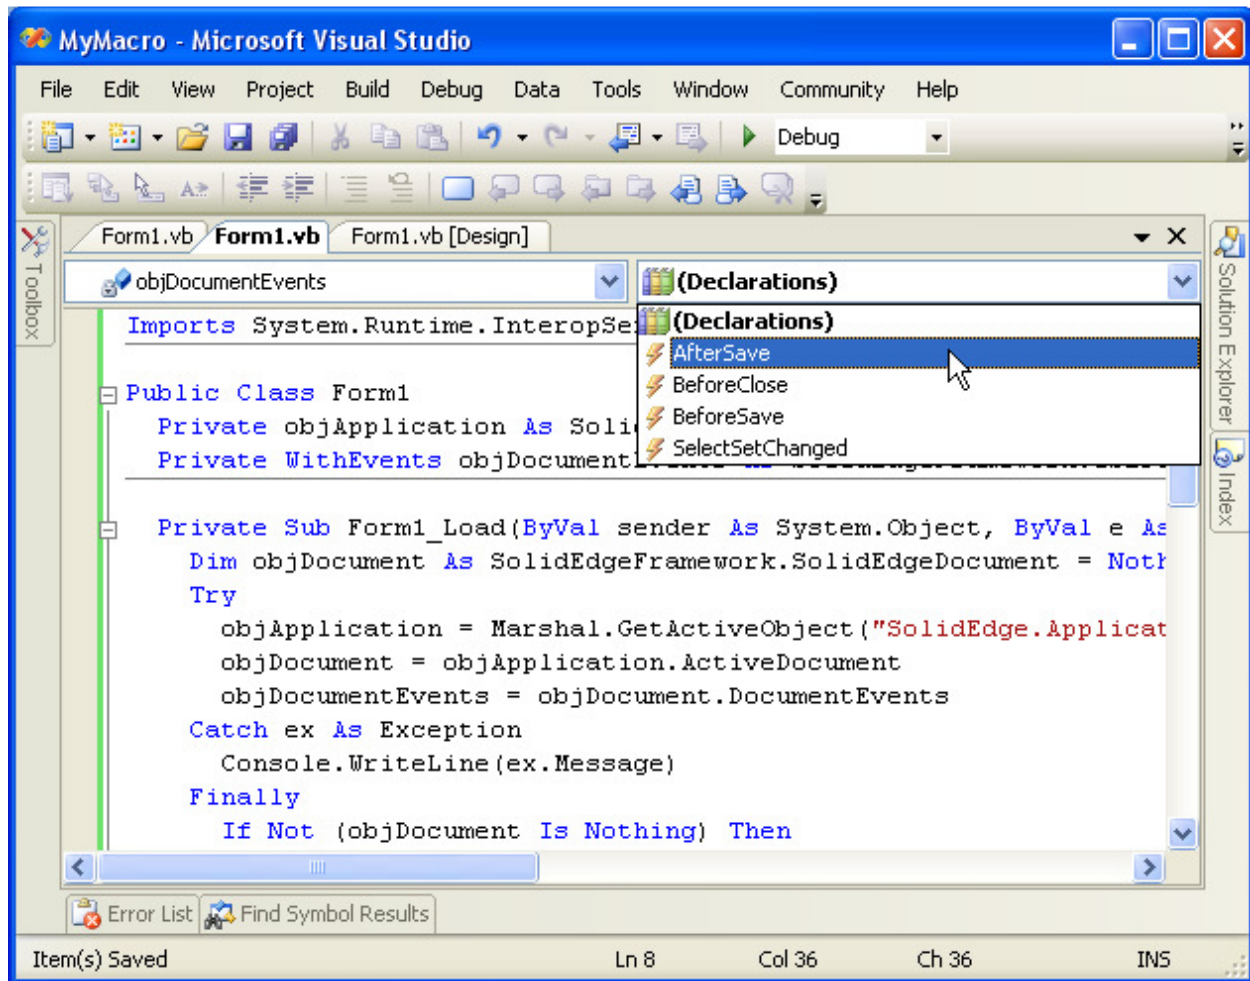 MyMacro - Microsoft Visual Studio
File Edit View Project Build Debug Data Tools Window Community Help
Debug
Form1.vb Form1.vb Form1.vb [Design]
Toolbox
objDocumentEvents (Declarations)
(Declarations)
AfterSave
BeforeClose
BeforeSave
SelectSetChanged
Solution Explorer
Index
Imports System.Runtime.InteropSe
Public Class Form1
Private objApplication As Soli
Private WithEvents
Private Sub Form1_Load(ByVal sender As System.Object, ByVal e As
Dim objDocument As SolidEdgeFramework.SolidEdgeDocument = Noth
Try
objApplication = Marshal.GetActiveObject("SolidEdge.Applicat
objDocument = objApplication.ActiveDocument
objDocumentEvents = objDocument.DocumentEvents
Catch ex As Exception
Console.WriteLine(ex.Message)
Finally
If Not (objDocument Is Nothing) Then
Error List Find Symbol Results
Item(s) Saved Ln 8 Col 36 Ch 36 INS